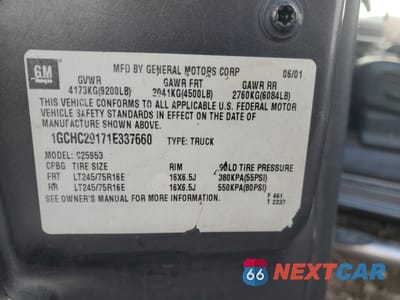 GM
MFD BY GENERAL MOTORS CORP 06/01
GVWR GAWR FRT GAWR RR
4173KG(9200LB) 2041KG(4500LB) 2760KG(6084LB)
THIS VEHICLE CONFORMS TO ALL APPLICABLE U.S. FEDERAL MOTOR
VEHICLE SAFETY STANDARDS IN EFFECT ON THE DATE OF
MANUFACTURE SHOWN ABOVE.
1GCHC29171E337660 TYPE: TRUCK
MODEL: C25953
CPBG TIRE SIZE RIM COLD TIRE PRESSURE
FRT LT245/75R16E 16X6.5J 380KPA(55PSI)
RR LT245/75R16E 16X6.5J 550KPA(80PSI)
SEE OWNER'S MANUAL FOR MORE INFORMATION.
F 461
T 2237
66 NEXTCAR